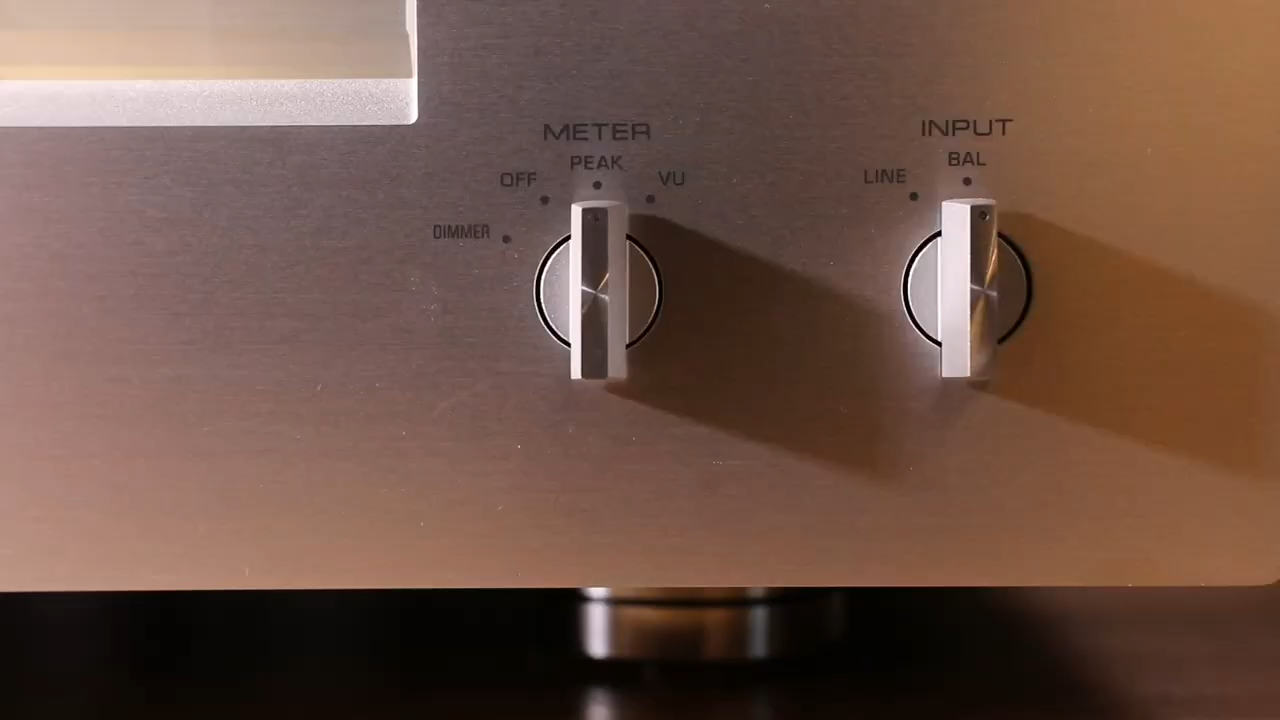 METER
PEAK
OFF
VU
DIMMER
INPUT
BAL
LINE